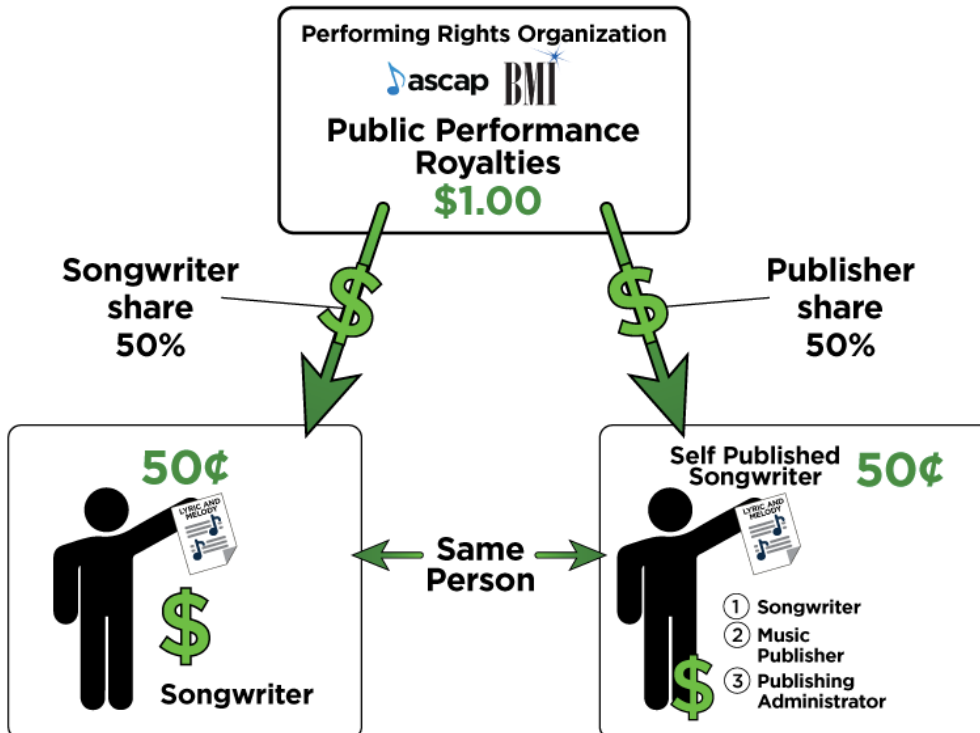 Performing Rights Organization
ascap BMI
Public Performance
Royalties
$1.00
Songwriter
share
50%
$
$
Publisher
share
50%
50¢
LYRIC AND
MELODY
$
Songwriter
Same
Person
Self Published
Songwriter
50¢
LYRIC AND
MELODY
1 Songwriter
2 Music
Publisher
3 Publishing
Administrator
$